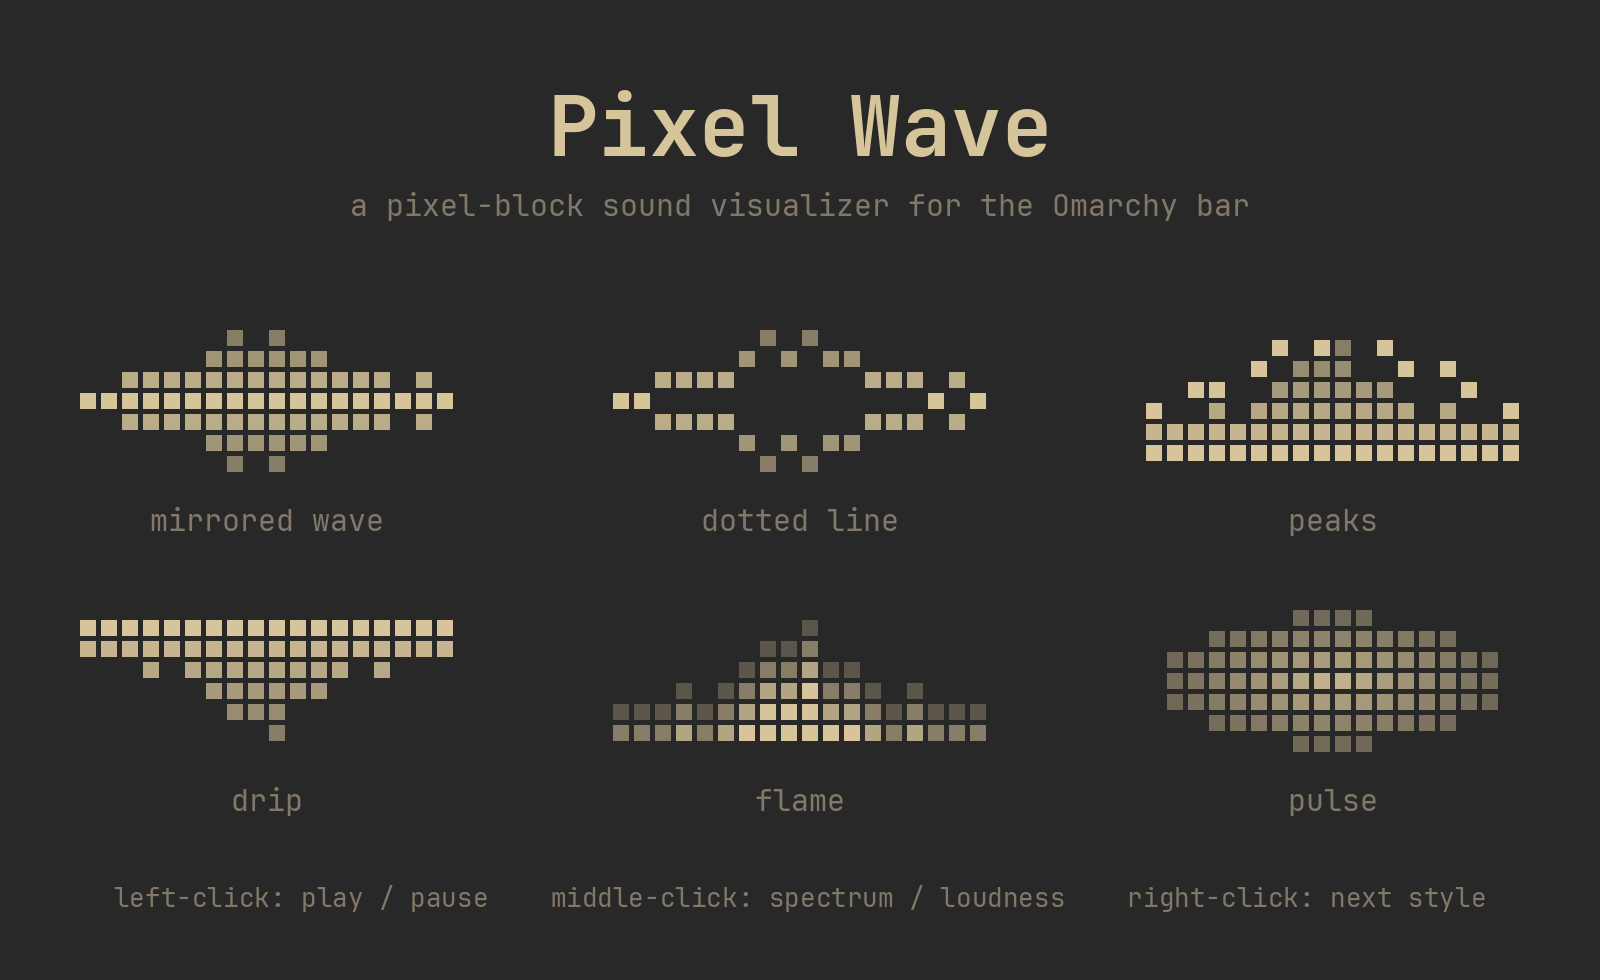 Pixel Wave
a pixel-block sound visualizer for the Omarchy bar
mirrored wave
dotted line
peaks
drip
flame
pulse
left-click: play / pause
middle-click: spectrum / loudness
right-click: next style